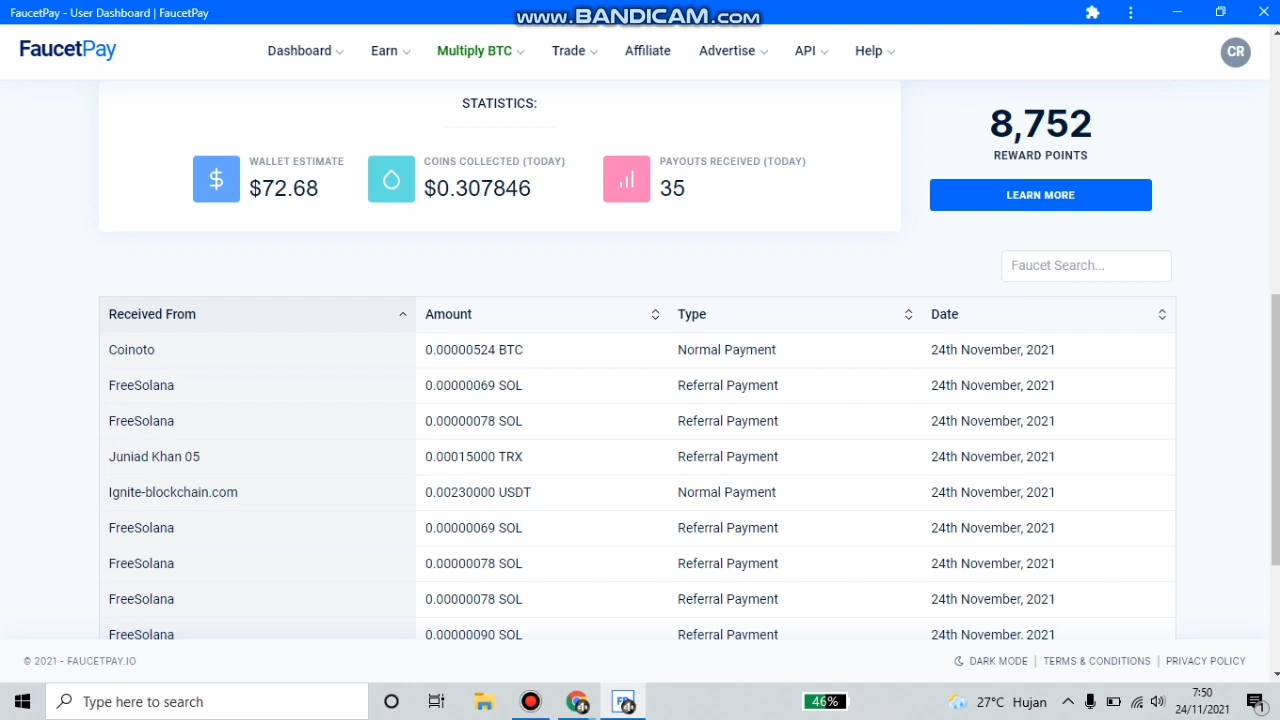 FaucetPay - User Dashboard | FaucetPay
www.BANDICAM.com
FaucetPay
Dashboard Earn Multiply BTC Trade Affiliate Advertise API Help CR
STATISTICS:
WALLET ESTIMATE
$72.68
COINS COLLECTED (TODAY)
$0.307846
PAYOUTS RECEIVED (TODAY)
35
8,752
REWARD POINTS
LEARN MORE
Faucet Search...
Received From Amount Type Date
Coinoto 0.00000524 BTC Normal Payment 24th November, 2021
FreeSolana 0.00000069 SOL Referral Payment 24th November, 2021
FreeSolana 0.00000078 SOL Referral Payment 24th November, 2021
Juniad Khan 05 0.00015000 TRX Referral Payment 24th November, 2021
Ignite-blockchain.com 0.00230000 USDT Normal Payment 24th November, 2021
FreeSolana 0.00000069 SOL Referral Payment 24th November, 2021
FreeSolana 0.00000078 SOL Referral Payment 24th November, 2021
FreeSolana 0.00000078 SOL Referral Payment 24th November, 2021
FreeSolana 0.00000090 SOL Referral Payment 24th November, 2021
© 2021 - FAUCETPAY.IO DARK MODE | TERMS & CONDITIONS | PRIVACY POLICY
Type here to search 46% 27°C Hujan 7:50
24/11/2021